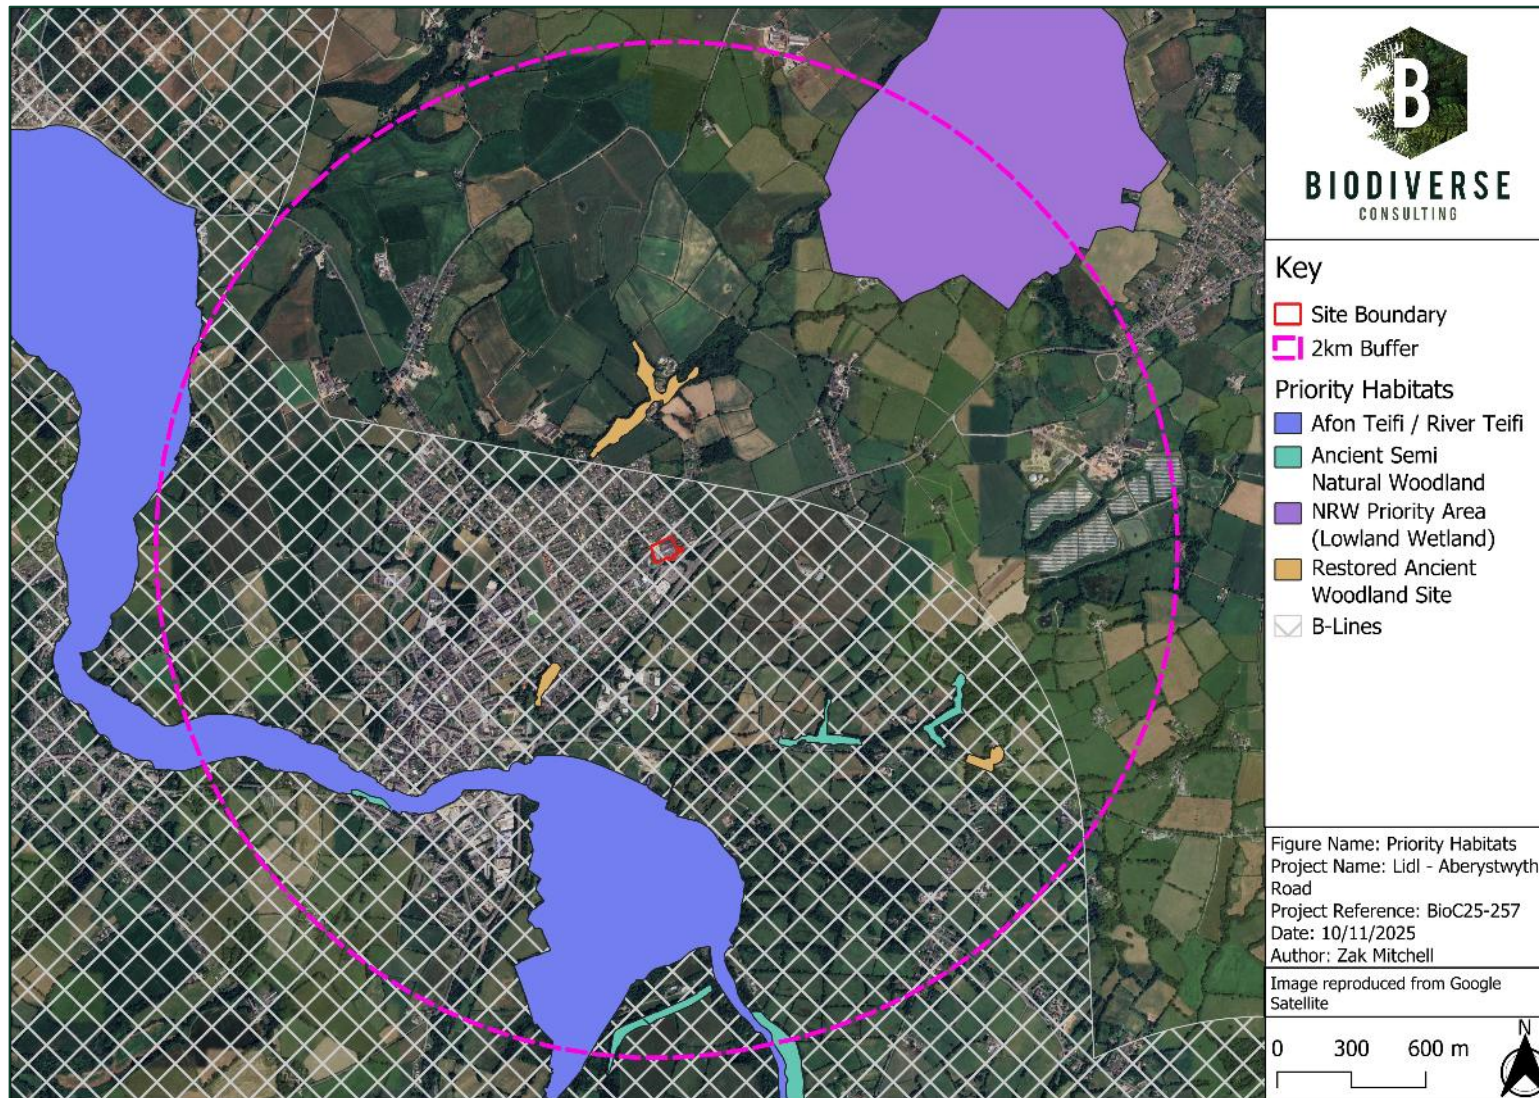 B
BIODIVERSE
CONSULTING
Key
Site Boundary
2km Buffer
Priority Habitats
Afon Teifi / River Teifi
Ancient Semi
Natural Woodland
NRW Priority Area
(Lowland Wetland)
Restored Ancient
Woodland Site
B-Lines
Figure Name: Priority Habitats
Project Name: Lidl - Aberystwyth
Road
Project Reference: BioC25-257
Date: 10/11/2025
Author: Zak Mitchell
Image reproduced from Google
Satellite
N
0 300 600 m